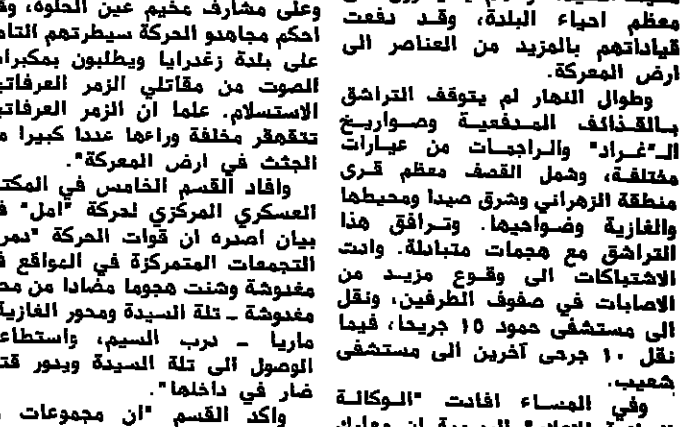 معظم احياء البلدة، وقد دفعت
قياداتهم بالمزيد من العناصر الى
ارض المعركة.
وطوال النهار لم يتوقف التراشق
بالقذائف المدفعية وصواريخ
الـ"غراد" والراجمات من عيارات
مختلفة، وشمل القصف معظم قرى
منطقة الزهراني وشرق صيدا ومحيطها
والغازية وضواحيها. وترافق هذا
التراشق مع هجمات متبادلة. وادت
الاشتباكات الى وقوع مزيد من
الاصابات في صفوف الطرفين، ونقل
الى مستشفى حمود ١٥ جريحا، فيما
نقل ١٠ جرحى آخرين الى مستشفى
شعيب.
وفي المساء افادت "الوكالة
وعلى مشارف مخيم عين الحلوة، وق
احكم مجاهدو الحركة سيطرتهم التام
على بلدة زغدرايا ويطلبون بمكبرا
الصوت من مقاتلي الزمر العرفاتي
الاستسلام. علما ان الزمر العرفاتي
تتقهقر مخلفة وراءها عددا كبيرا م
الجثث في ارض المعركة".
وافاد القسم الخامس في المكت
العسكري المركزي لحركة "امل" ف
بيان اصدره ان قوات الحركة "دمر
التجمعات المتمركزة في المواقع ف
مغدوشة وشنت هجوما مضادا من مح
مغدوشة ـ تلة السيدة ومحور الغازية
ماريا ـ درب السيم، واستطاع
الوصول الى تلة السيدة ويدور قت
ضار في داخلها".
واكد القسم "ان مجموعات